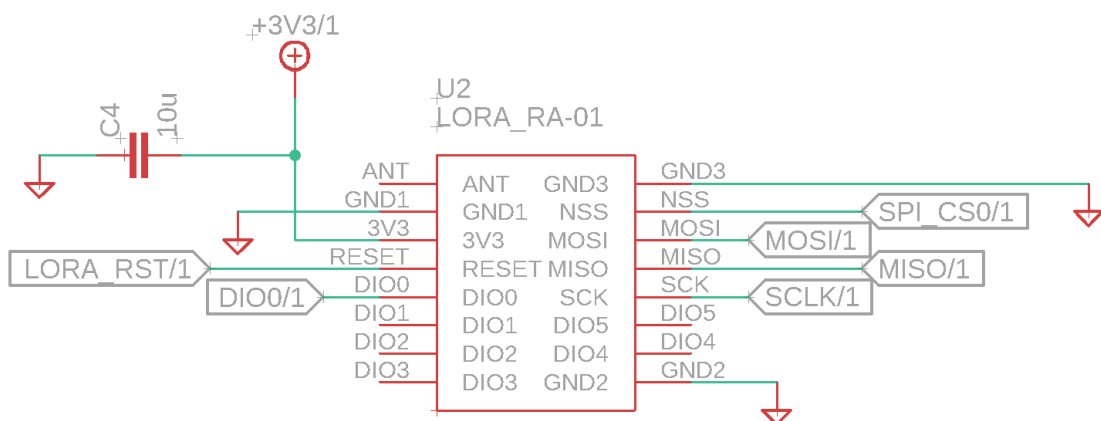 +3V3/1
C4
10u
U2
LORA_RA-01
ANT
ANT
GND3
GND3
GND1
GND1
NSS
NSS
SPI_CS0/1
3V3
3V3
MOSI
MOSI
MOSI/1
LORA_RST/1
RESET
RESET
MISO
MISO
MISO/1
DIO0/1
DIO0
DIO0
SCK
SCK
SCLK/1
DIO1
DIO1
DIO5
DIO5
DIO2
DIO2
DIO4
DIO4
DIO3
DIO3
GND2
GND2